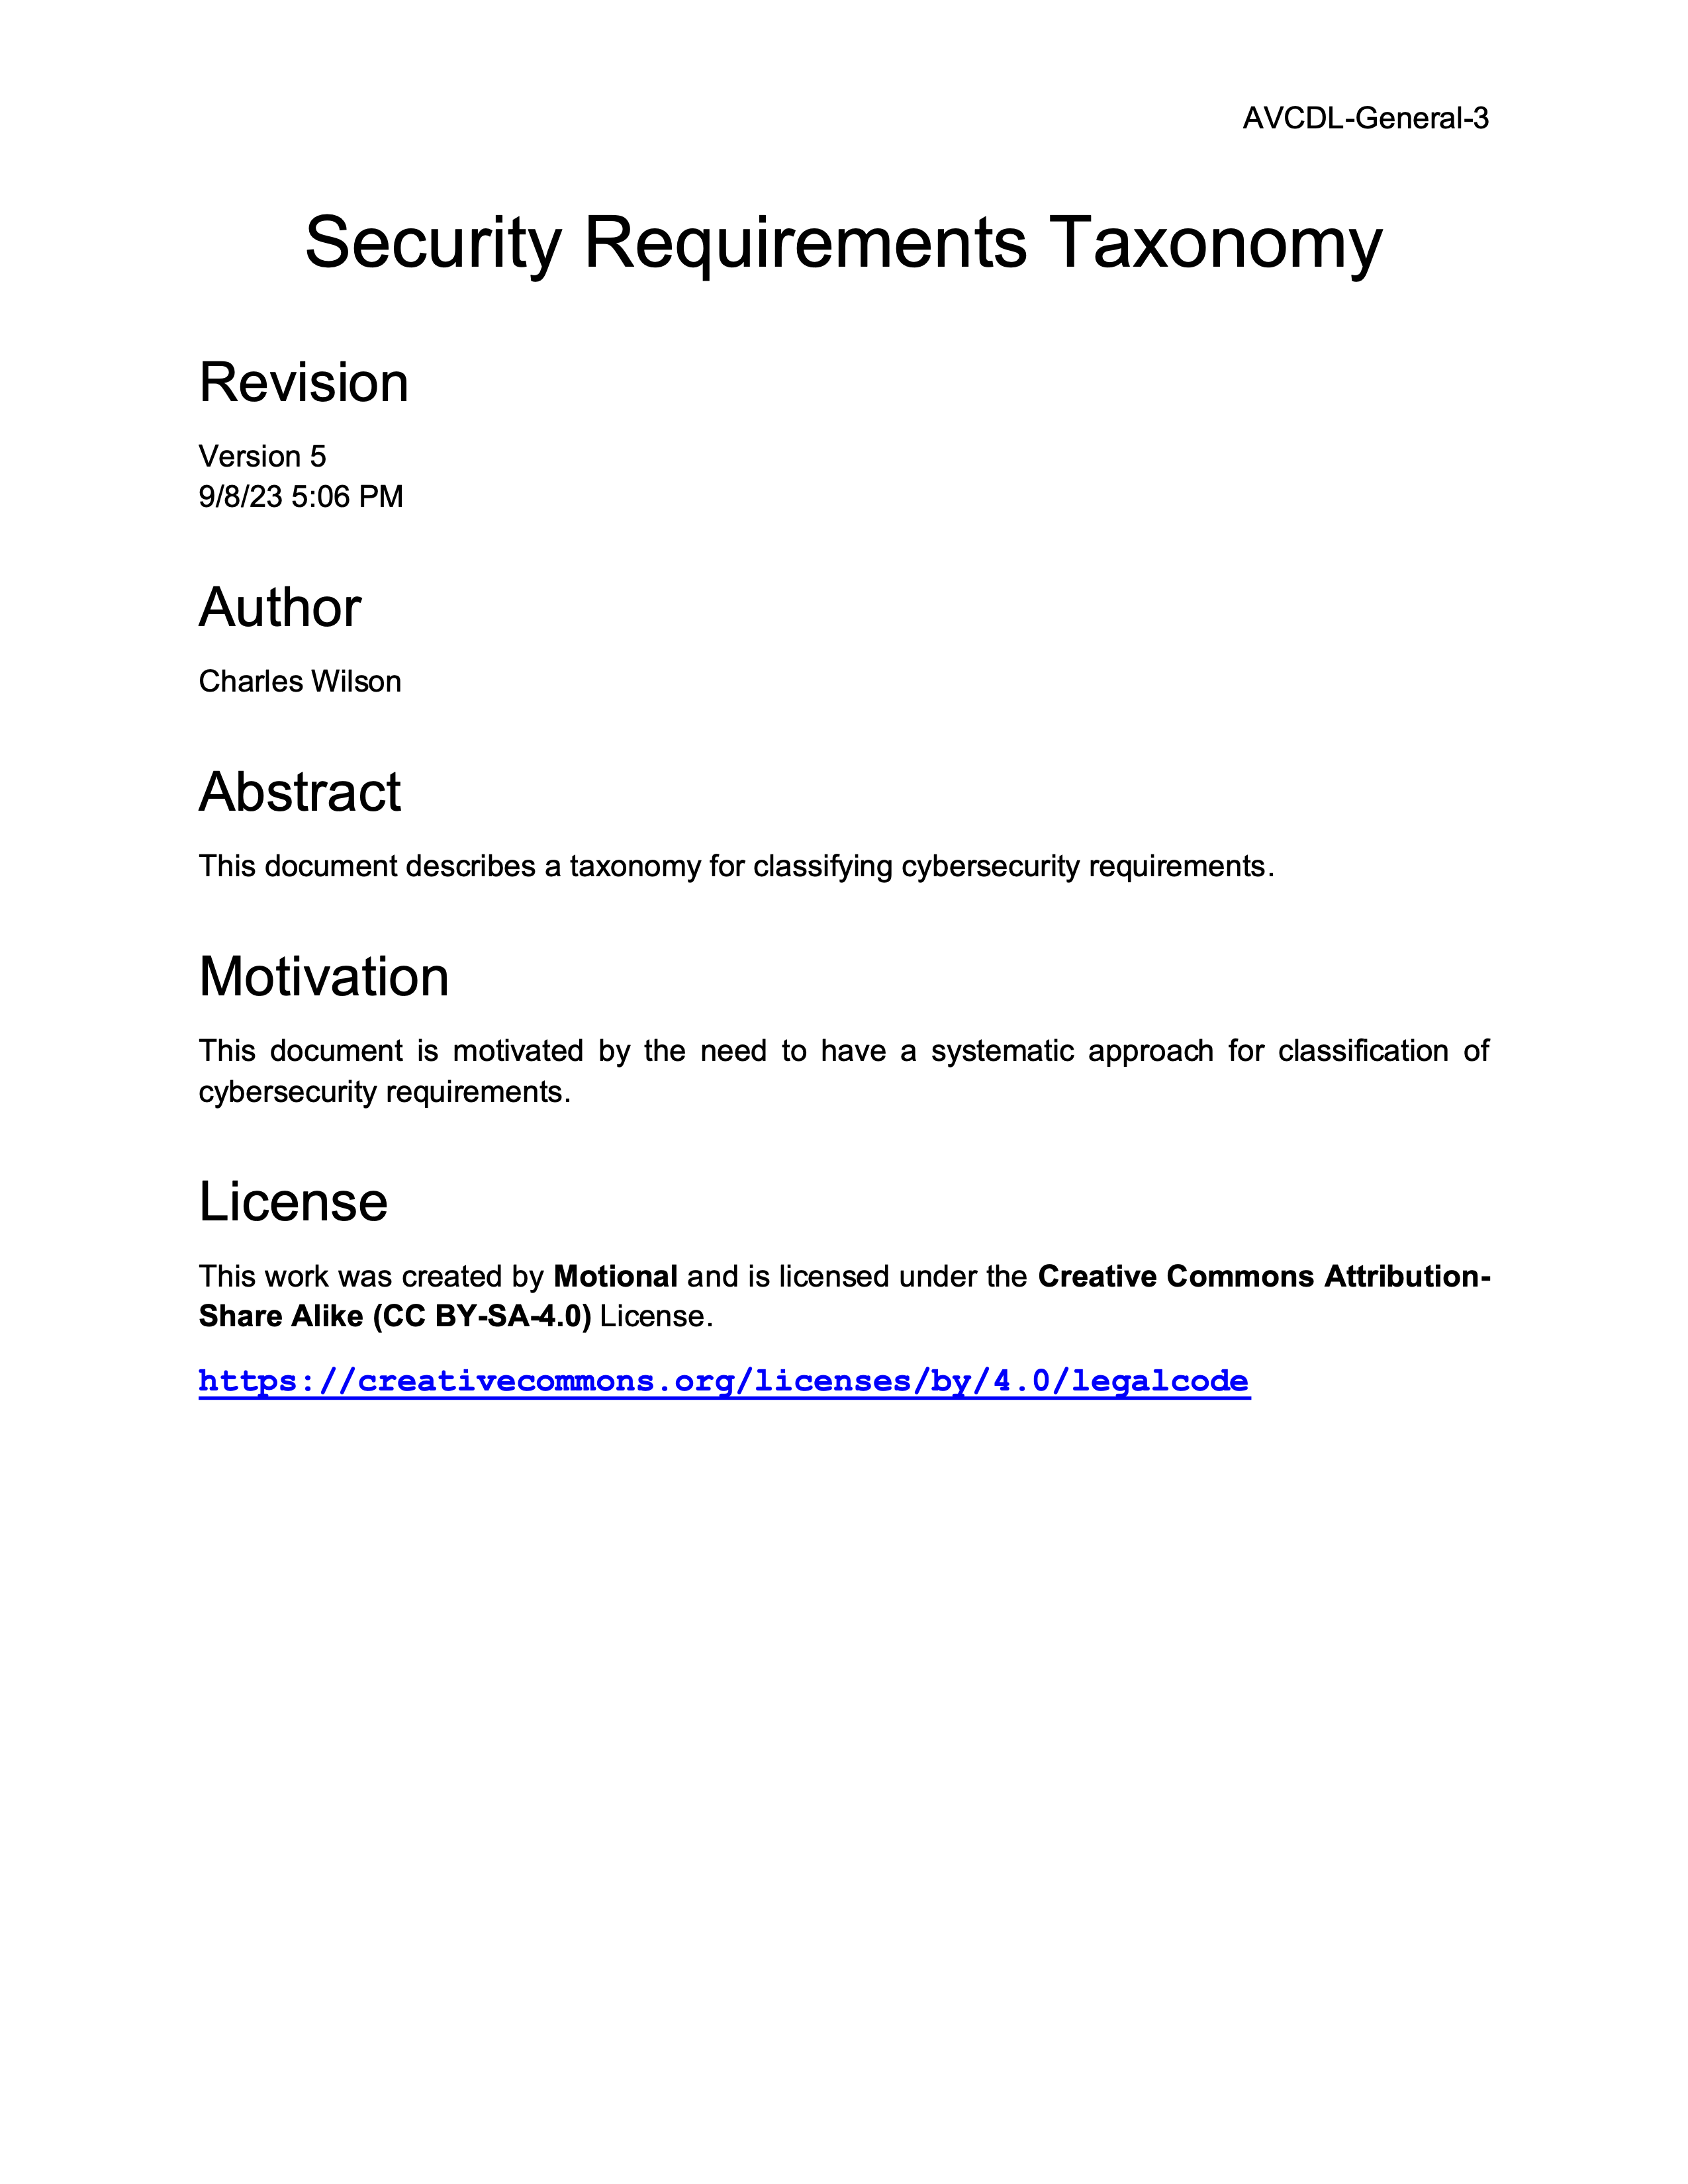 AVCDL-General-3
Security Requirements Taxonomy
Revision
Version 5
9/8/23 5:06 PM
Author
Charles Wilson
Abstract
This document describes a taxonomy for classifying cybersecurity requirements.
Motivation
This document is motivated by the need to have a systematic approach for classification of
cybersecurity requirements.
License
This work was created by Motional and is licensed under the Creative Commons Attribution-
Share Alike (CC BY-SA-4.0) License.
https://creativecommons.org/licenses/by/4.0/legalcode